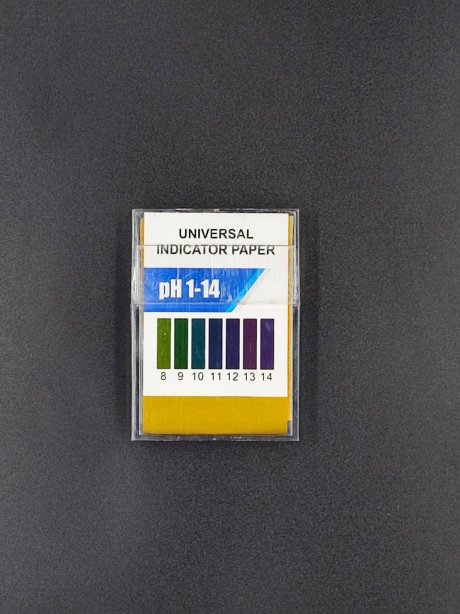 UNIVERSAL
INDICATOR PAPER
pH 1-14
8 9 10 11 12 13 14